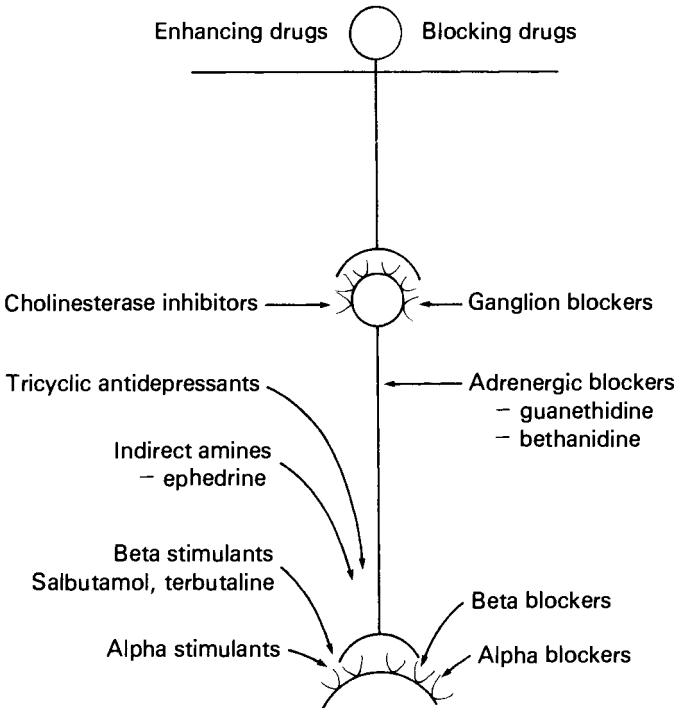 Enhancing drugs
Blocking drugs
Cholinesterase inhibitors
Ganglion blockers
Tricyclic antidepressants
Adrenergic blockers
– guanethidine
– bethanidine
Indirect amines
– ephedrine
Beta stimulants
Salbutamol, terbutaline
Beta blockers
Alpha stimulants
Alpha blockers